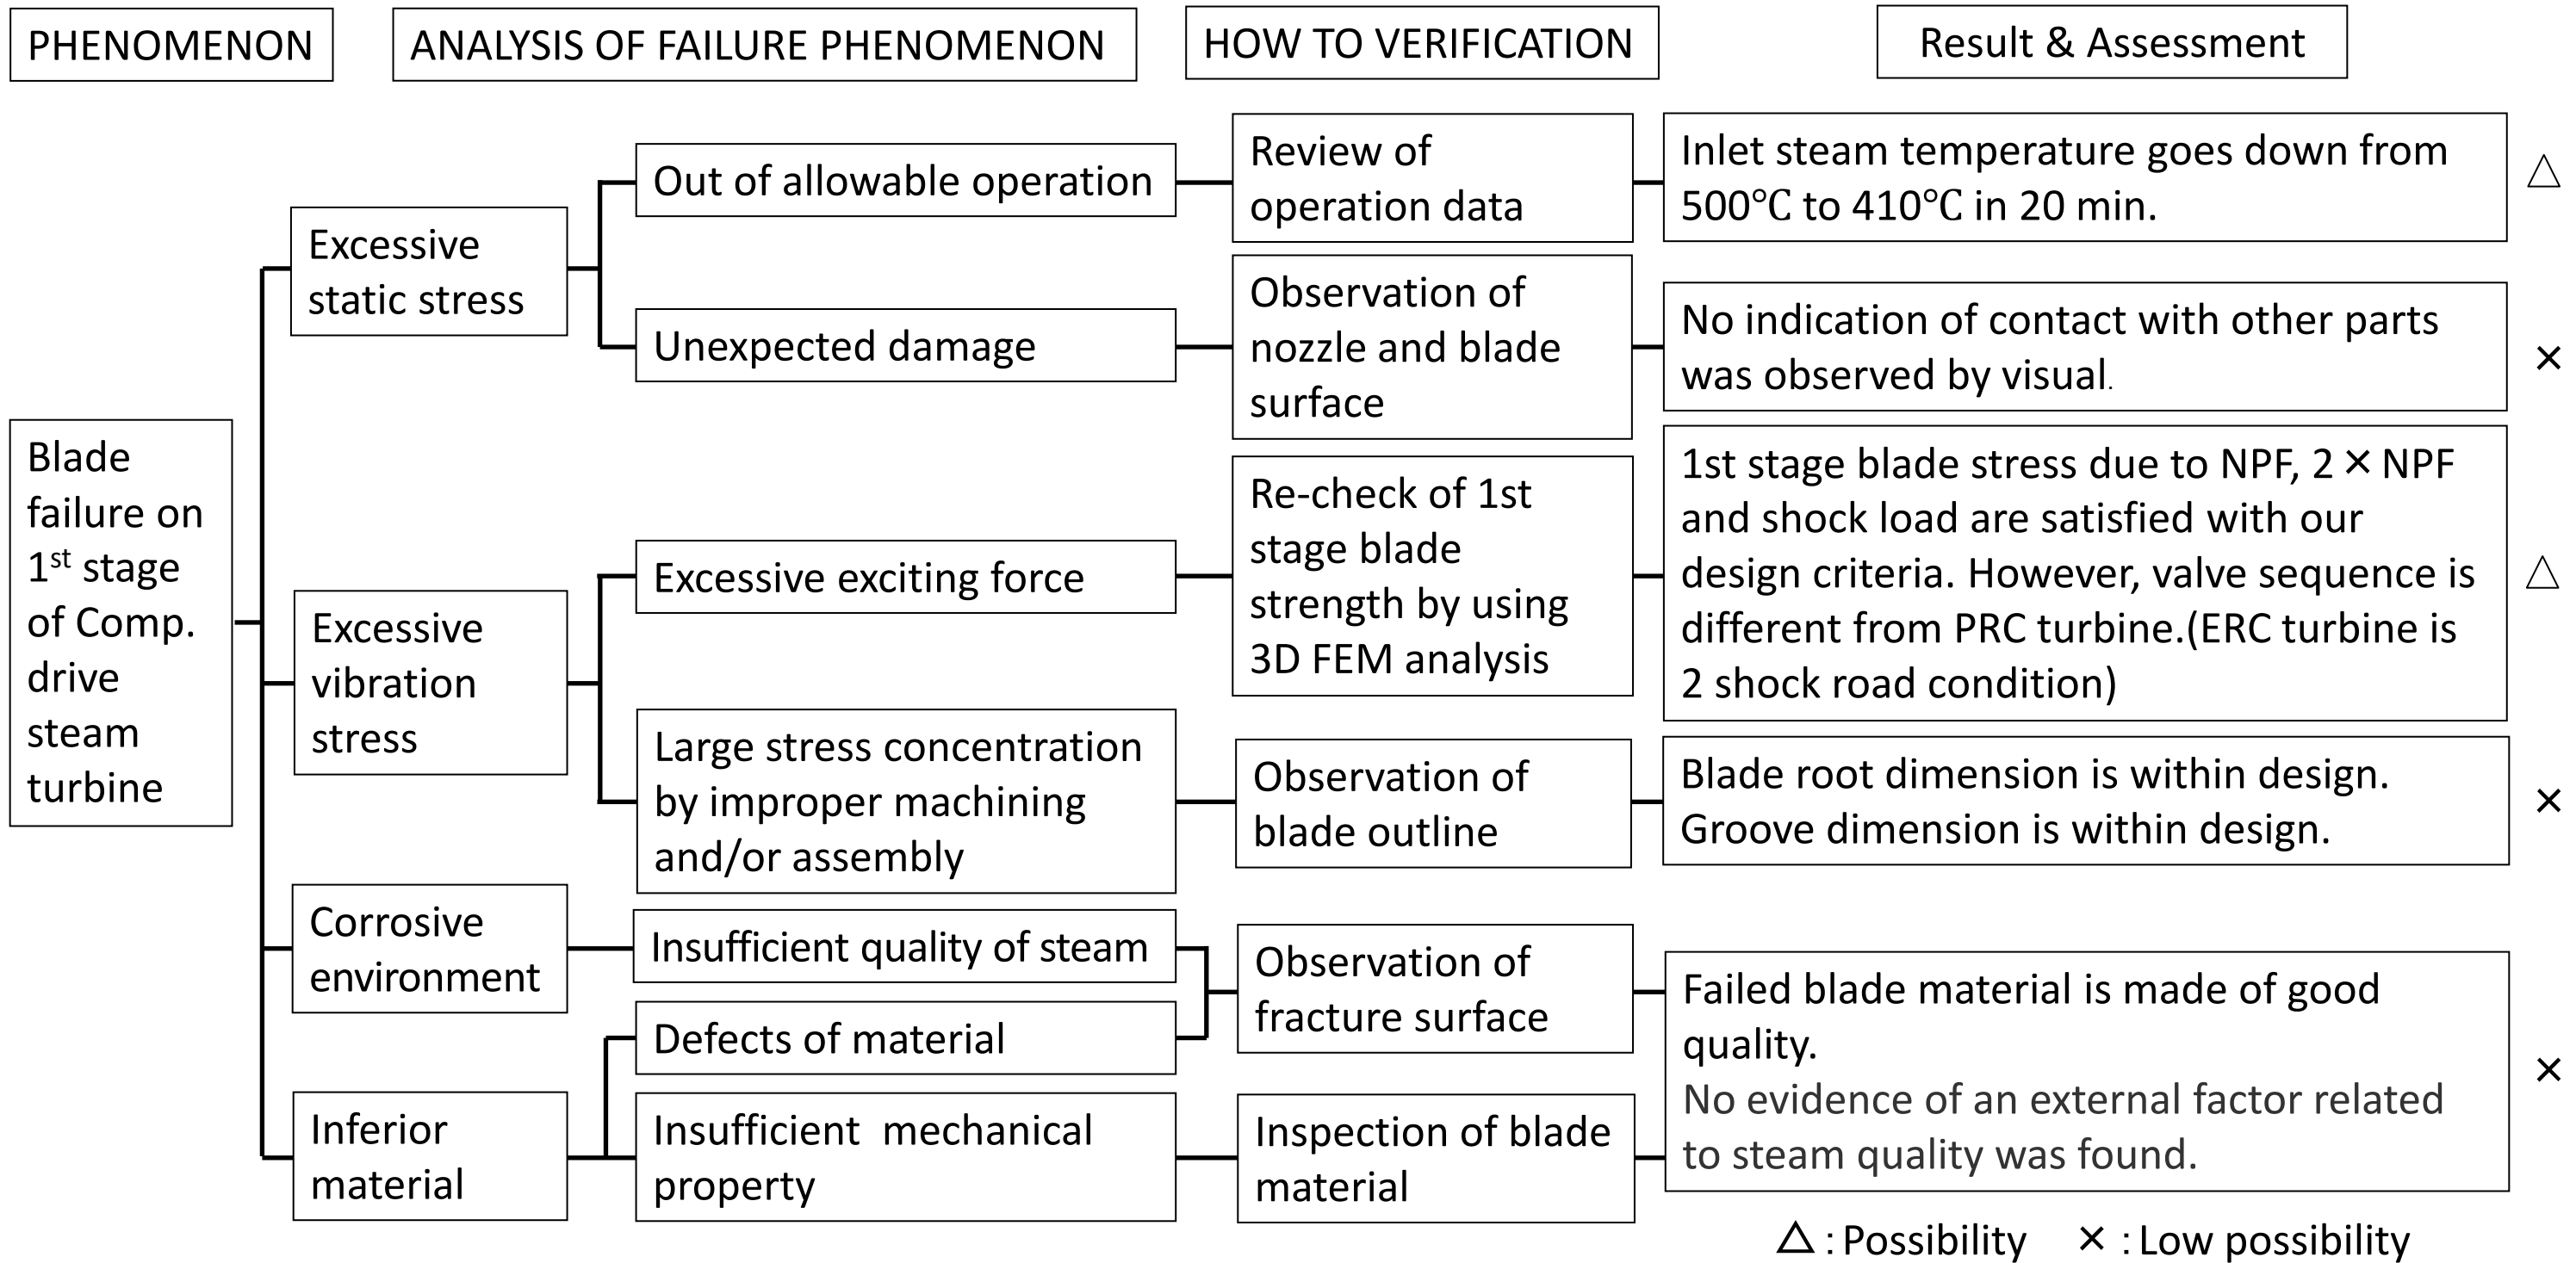 PHENOMENON
ANALYSIS OF FAILURE PHENOMENON
HOW TO VERIFICATION
Result & Assessment
Blade
failure on
1st stage
of Comp.
drive
steam
turbine
Excessive
static stress
Out of allowable operation
Review of
operation data
Inlet steam temperature goes down from
500℃ to 410℃ in 20 min.
△
Unexpected damage
Observation of
nozzle and blade
surface
No indication of contact with other parts
was observed by visual.
×
Excessive
vibration
stress
Excessive exciting force
Re-check of 1st
stage blade
strength by using
3D FEM analysis
1st stage blade stress due to NPF, 2×NPF
and shock load are satisfied with our
design criteria. However, valve sequence is
different from PRC turbine.(ERC turbine is
2 shock road condition)
△
Large stress concentration
by improper machining
and/or assembly
Observation of
blade outline
Blade root dimension is within design.
Groove dimension is within design.
×
Corrosive
environment
Insufficient quality of steam
Observation of
fracture surface
Inferior
material
Defects of material
Insufficient mechanical
property
Inspection of blade
material
Failed blade material is made of good
quality.
No evidence of an external factor related
to steam quality was found.
×
△ : Possibility × : Low possibility